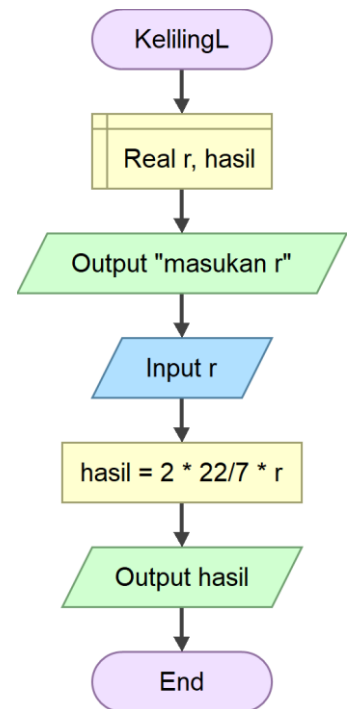 KelilingL
Real r, hasil
Output "masukan r"
Input r
hasil = 2 * 22/7 * r
Output hasil
End